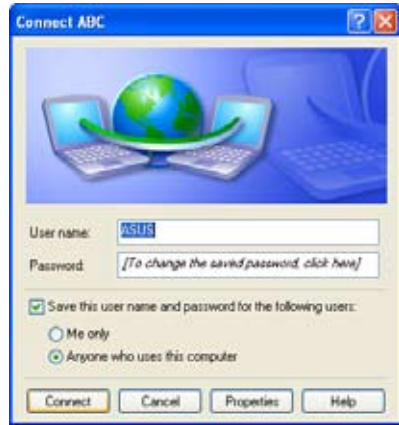 Connect ABC
User name: ASUS
Password: [To change the saved password, click here]
Save this user name and password for the following users:
Me only
Anyone who uses this computer
Connect Cancel Properties Help